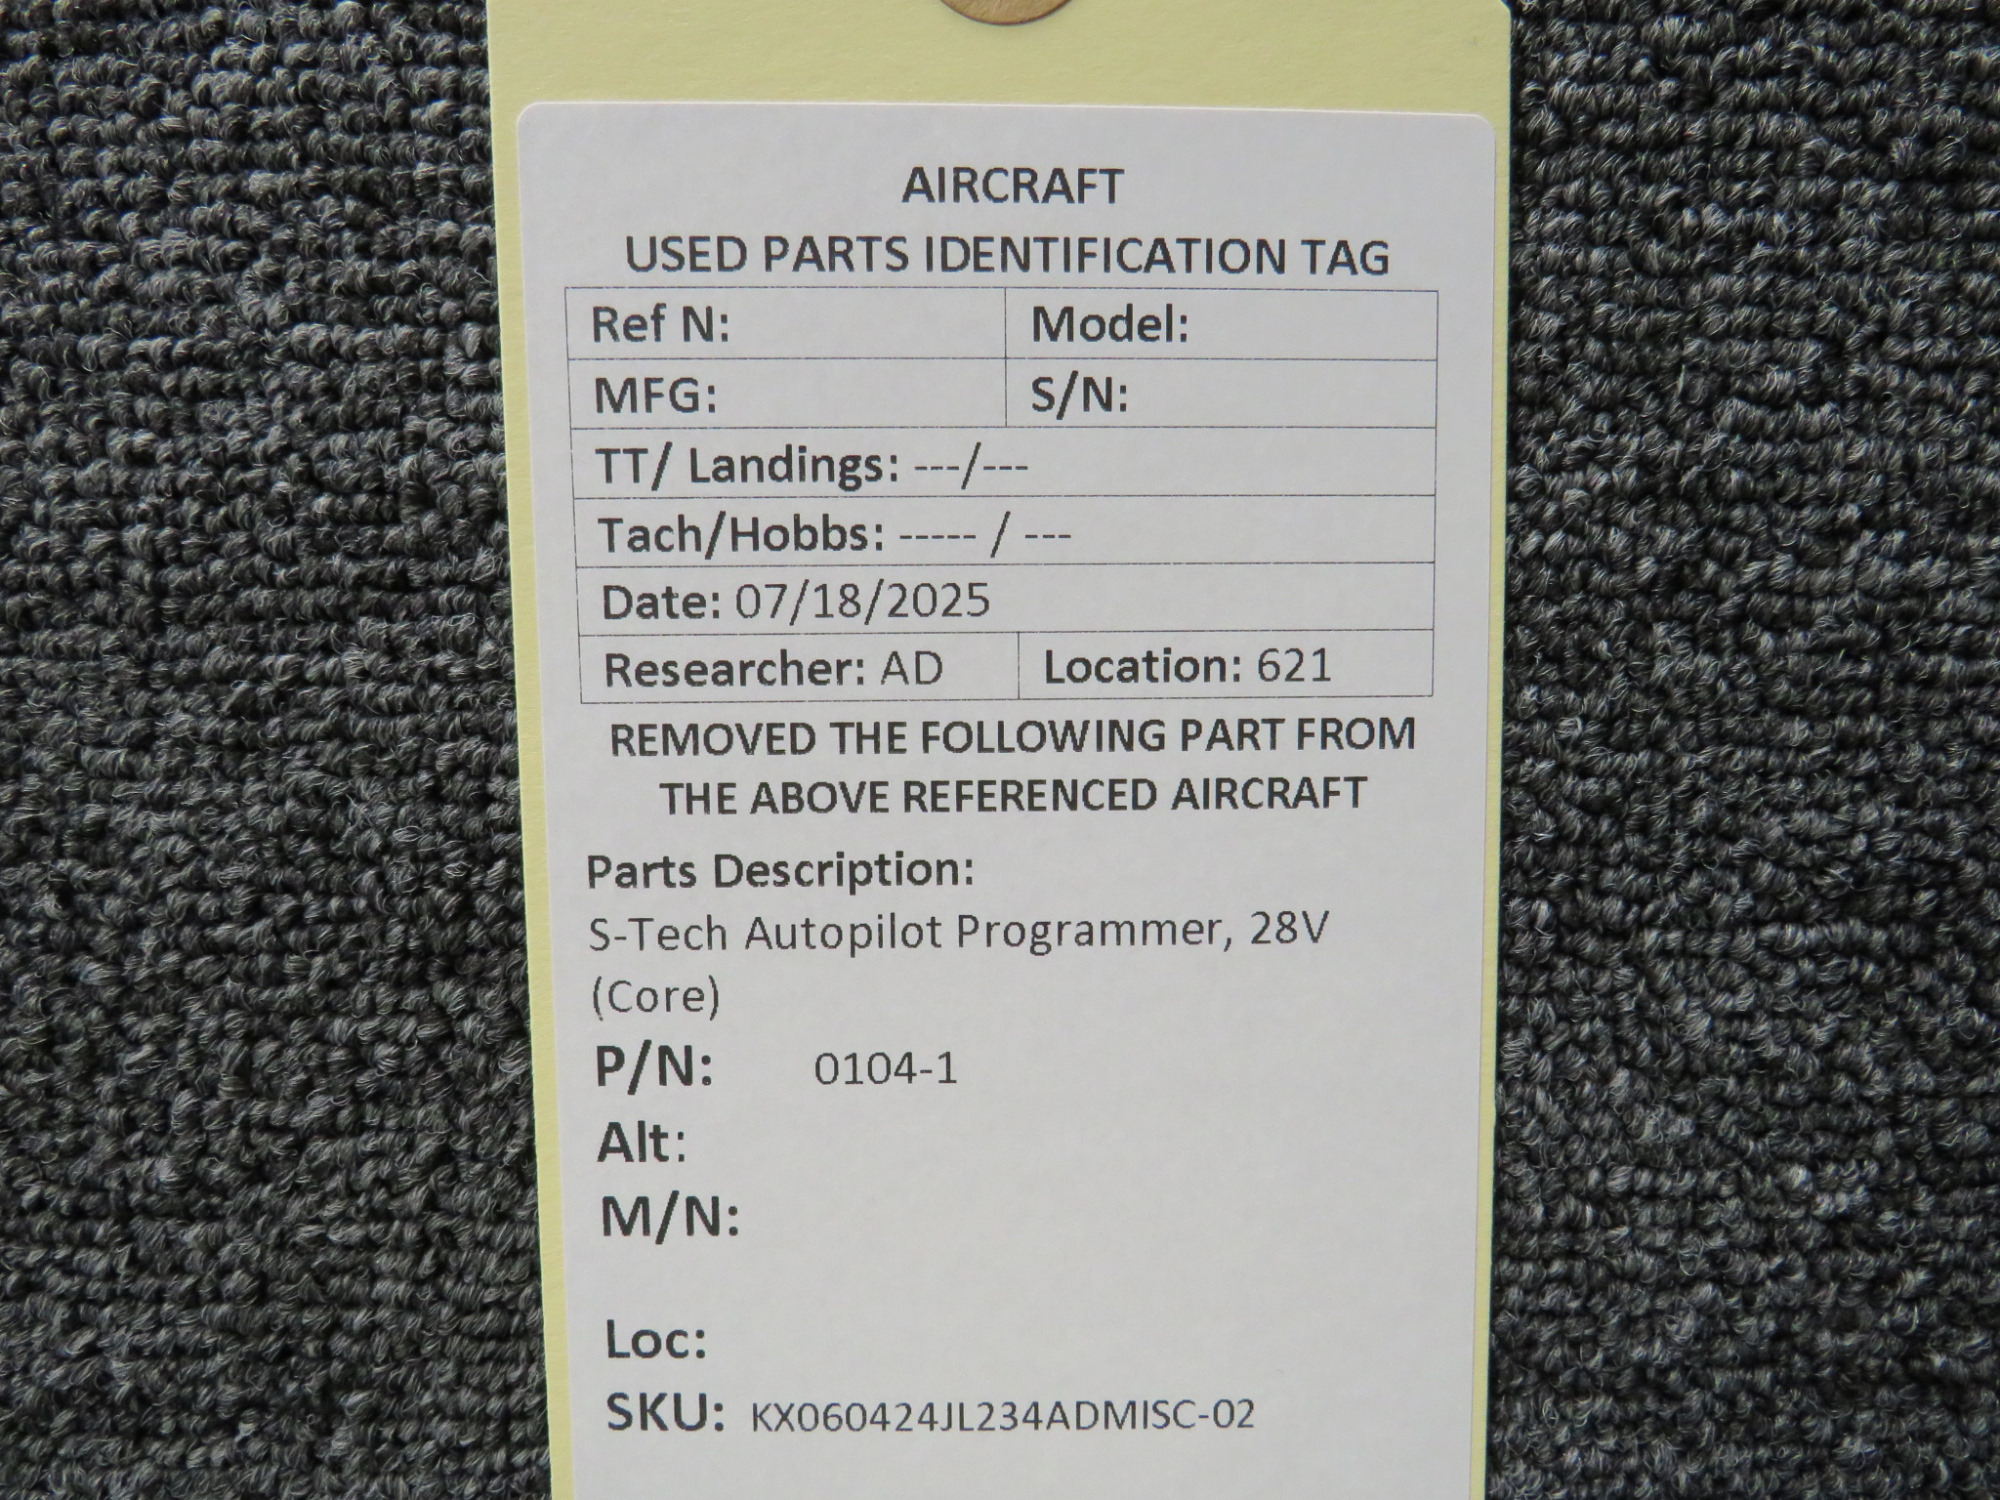 AIRCRAFT
USED PARTS IDENTIFICATION TAG
Ref N: Model:
MFG: S/N:
TT/ Landings: ---/---
Tach/Hobbs: ----- / ---
Date: 07/18/2025
Researcher: AD Location: 621
REMOVED THE FOLLOWING PART FROM
THE ABOVE REFERENCED AIRCRAFT
Parts Description:
S-Tech Autopilot Programmer, 28V
(Core)
P/N: 0104-1
Alt:
M/N:
Loc:
SKU: KX060424JL234ADMISC-02